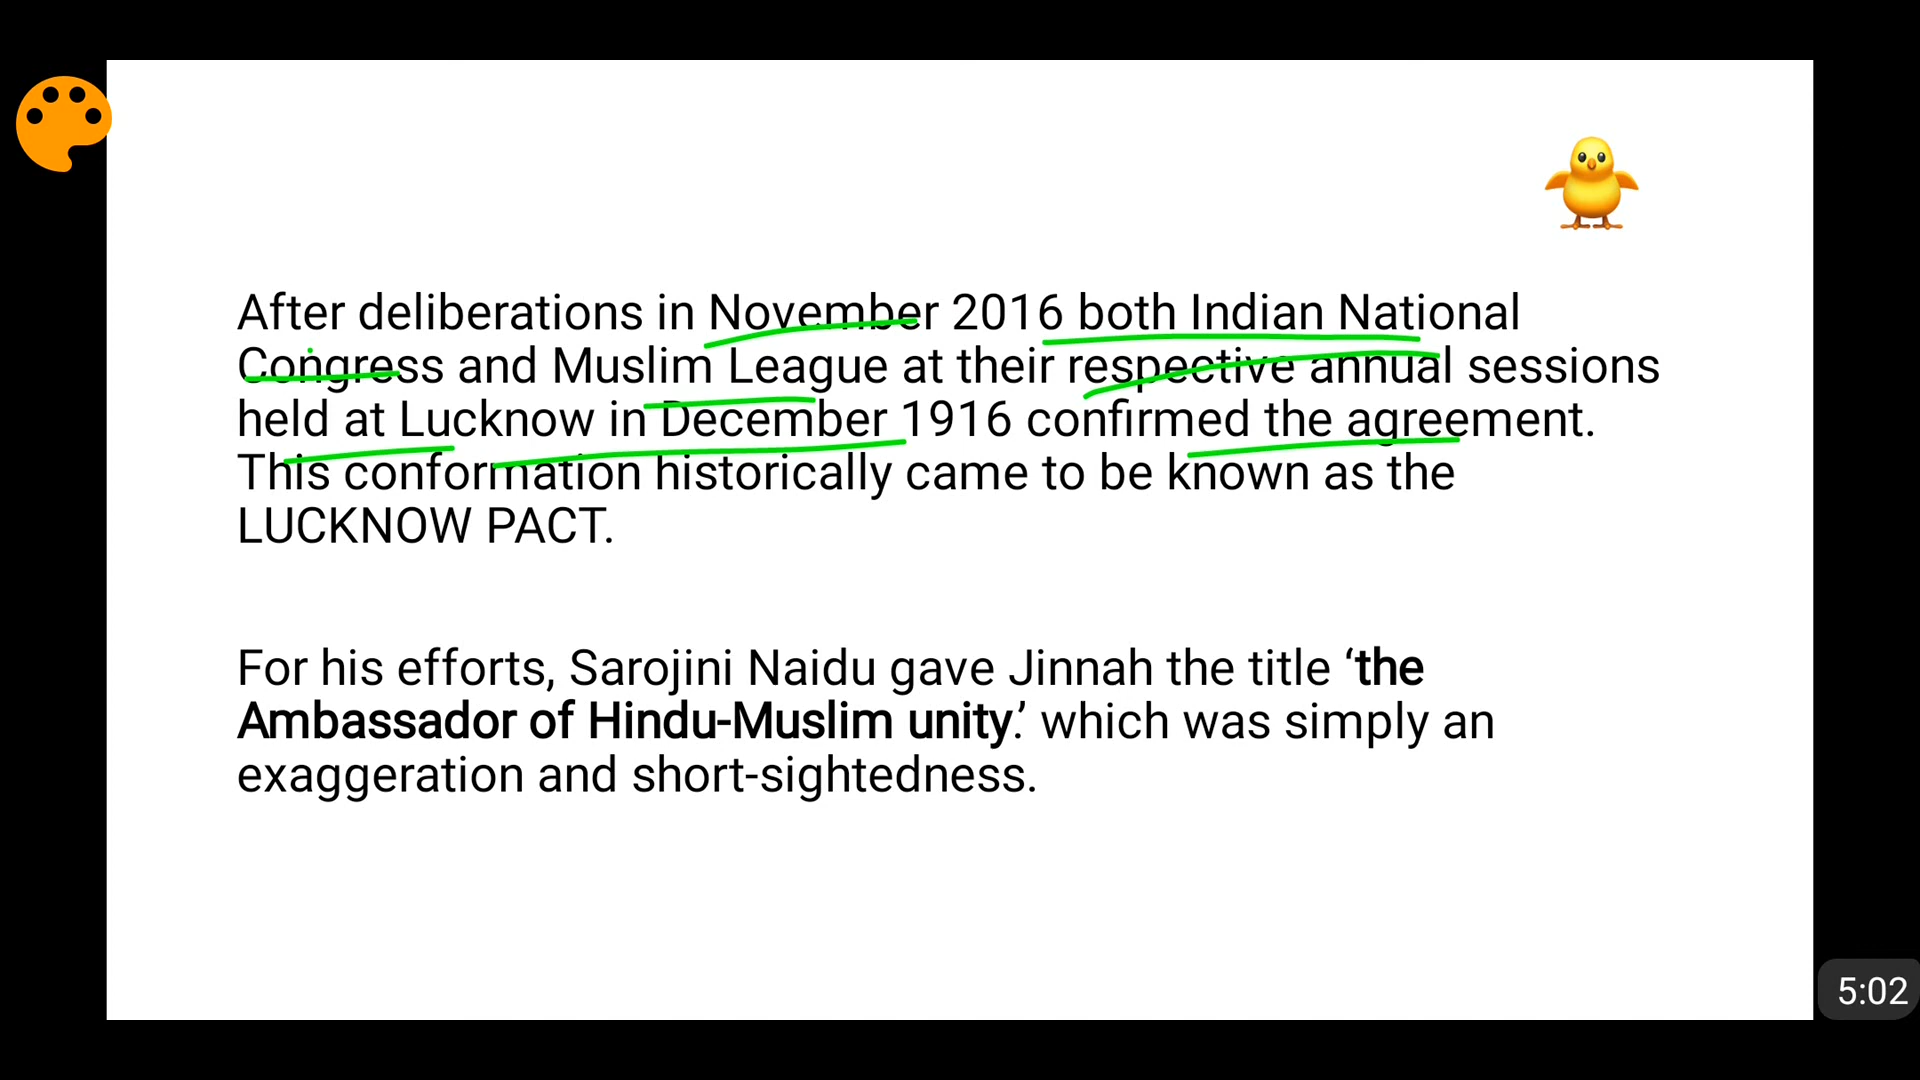 After deliberations in November 2016 both Indian National
Congress and Muslim League at their respective annual sessions
held at Lucknow in December 1916 confirmed the agreement.
This conformation historically came to be known as the
LUCKNOW PACT.
For his efforts, Sarojini Naidu gave Jinnah the title ‘the
Ambassador of Hindu-Muslim unity.’ which was simply an
exaggeration and short-sightedness.
5:02